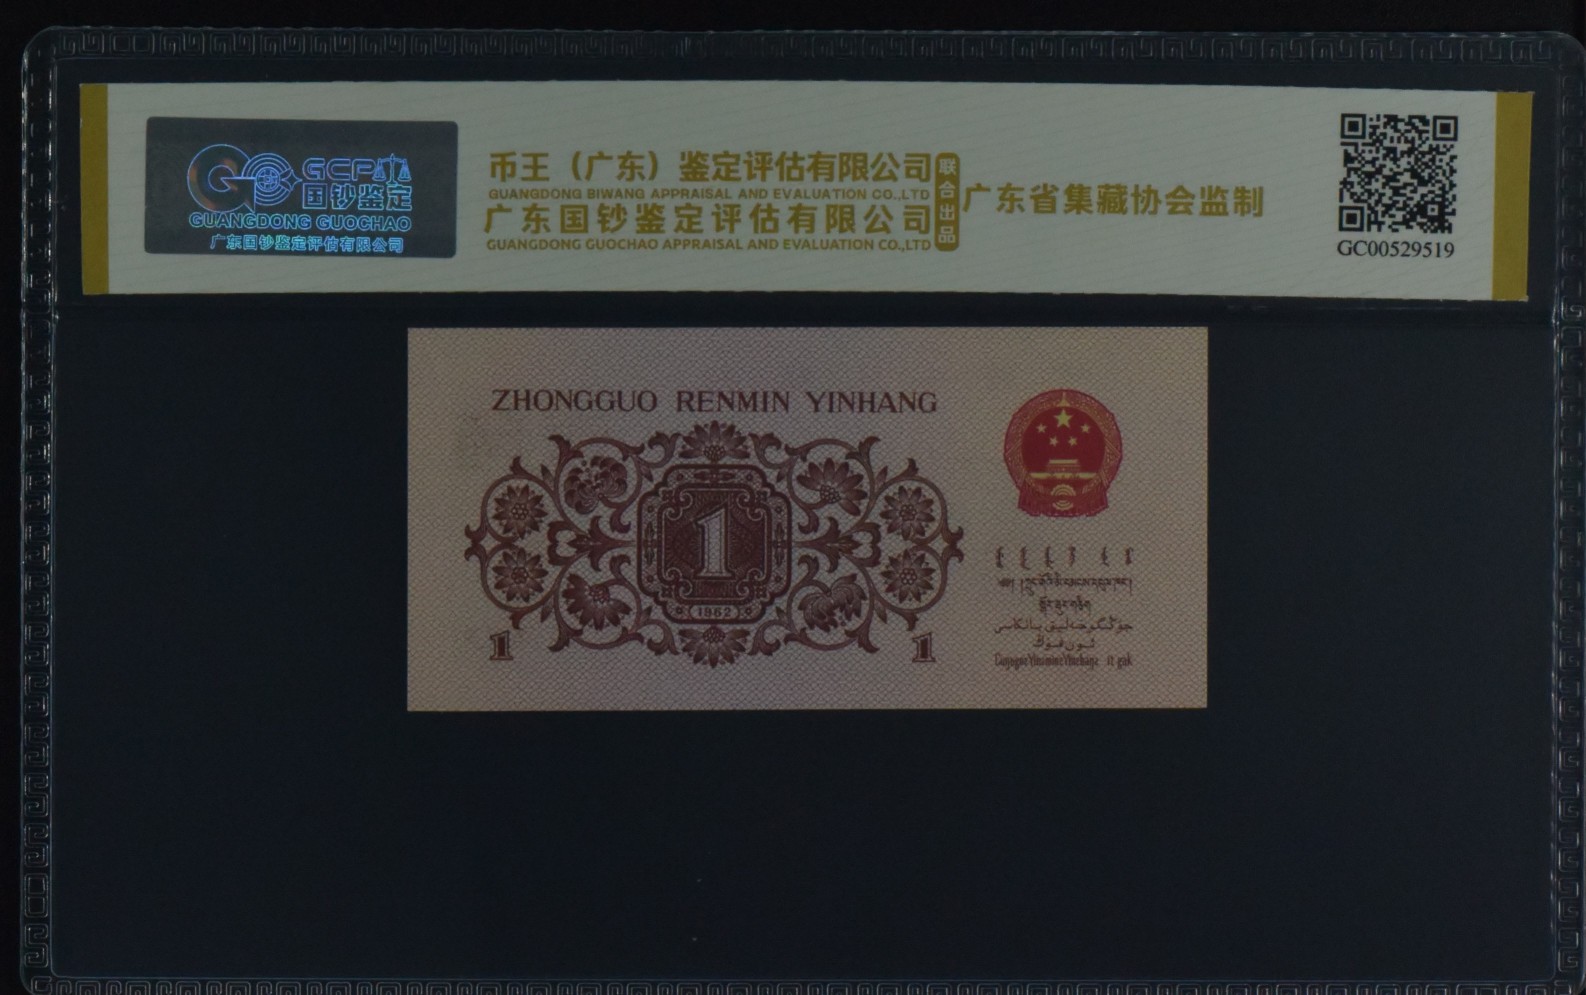 GCPA
国钞鉴定
GUANGDONG GUOCHAO
广东国钞鉴定评估有限公司
币王（广东）鉴定评估有限公司
GUANGDONG BIWANG APPRAISAL AND EVALUATION CO.,LTD
广东国钞鉴定评估有限公司
GUANGDONG GUOCHAO APPRAISAL AND EVALUATION CO.,LTD
联合出品
广东省集藏协会监制
GC00529519
ZHONGGUO RENMIN YINHANG
1
1962
1
1